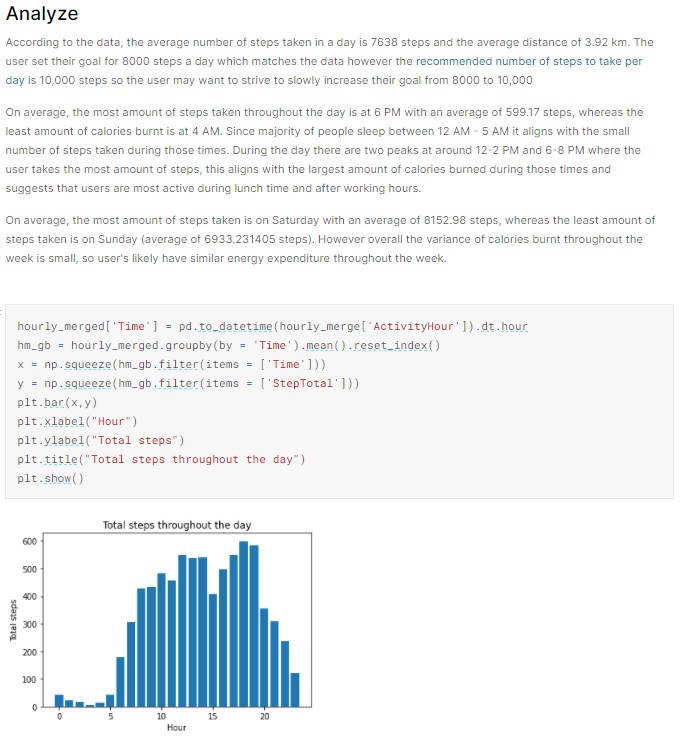 Analyze
According to the data, the average number of steps taken in a day is 7638 steps and the average distance of 3.92 km. The
user set their goal for 8000 steps a day which matches the data however the recommended number of steps to take per
day is 10,000 steps so the user may want to strive to slowly increase their goal from 8000 to 10,000
On average, the most amount of steps taken throughout the day is at 6 PM with an average of 599.17 steps, whereas the
least amount of calories burnt is at 4 AM. Since majority of people sleep between 12 AM - 5 AM it aligns with the small
number of steps taken during those times. During the day there are two peaks at around 12-2 PM and 6-8 PM where the
user takes the most amount of steps, this aligns with the largest amount of calories burned during those times and
suggests that users are most active during lunch time and after working hours.
On average, the most amount of steps taken is on Saturday with an average of 8152.98 steps, whereas the least amount of
steps taken is on Sunday (average of 6933.231405 steps). However overall the variance of calories burnt throughout the
week is small, so user's likely have similar energy expenditure throughout the week.
hourly_merged['Time'] = pd.to_datetime(hourly_merge['ActivityHour']).dt.hour
hm_gb = hourly_merged.groupby(by = 'Time').mean().reset_index()
x = np.squeeze(hm_gb.filter(items = ['Time']))
y = np.squeeze(hm_gb.filter(items = ['StepTotal']))
plt.bar(x,y)
plt.xlabel("Hour")
plt.ylabel("Total steps")
plt.title("Total steps throughout the day")
plt.show()
Total steps throughout the day
600
500
400
300
200
100
0
Total steps
0 5 10 15 20
Hour